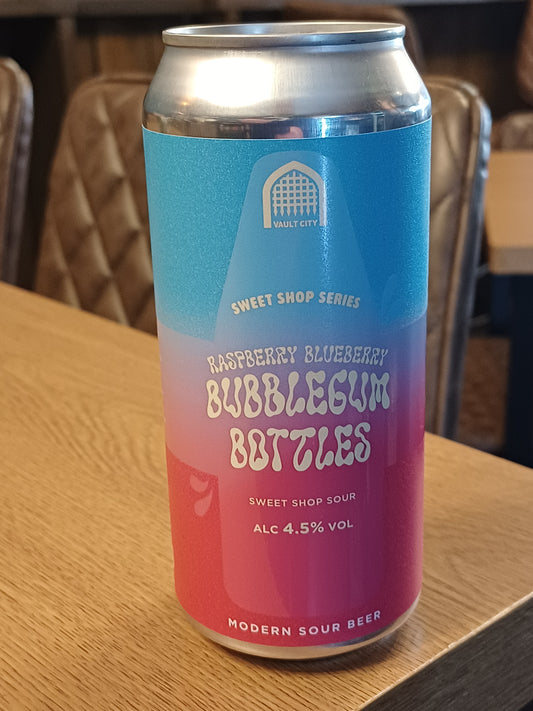 VAULT CITY
SWEET SHOP SERIES
RASPBERRY BLUEBERRY
BUBBLEGUM
BOTTLES
SWEET SHOP SOUR
ALC 4.5% VOL
MODERN SOUR BEER